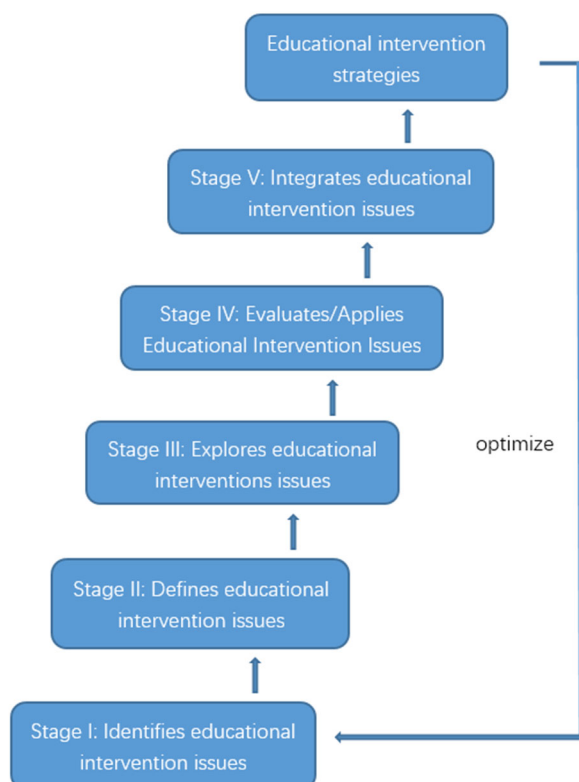 Educational intervention
strategies
Stage V: Integrates educational
intervention issues
Stage IV: Evaluates/Applies
Educational Intervention Issues
Stage III: Explores educational
interventions issues
optimize
Stage II: Defines educational
intervention issues
Stage I: Identifies educational
intervention issues